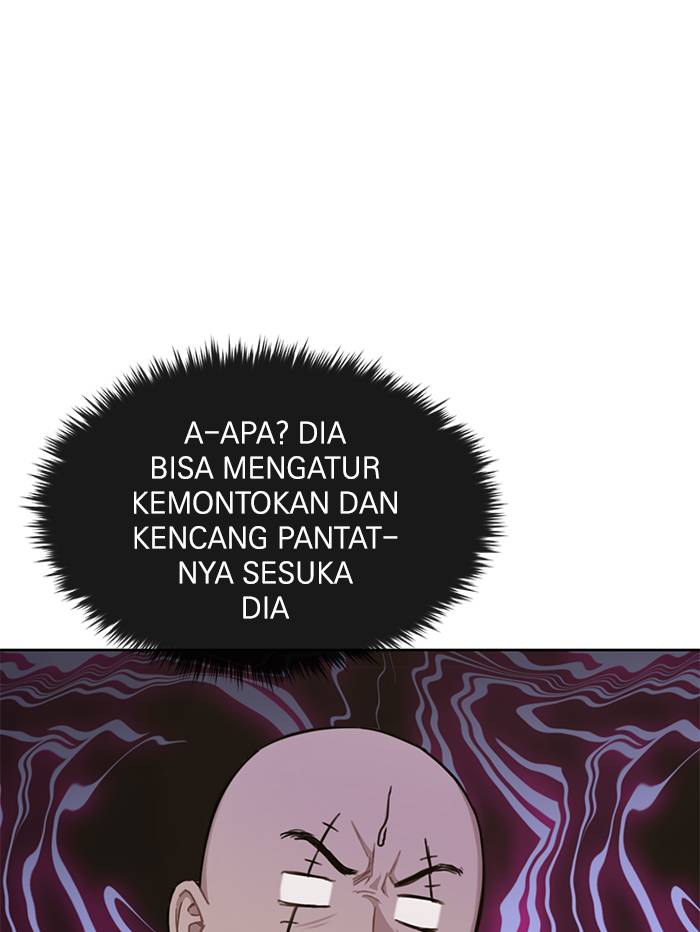 A-APA? DIA
BISA MENGATUR
KEMONTOKAN DAN
KENCANG PANTAT-
NYA SESUKA
DIA